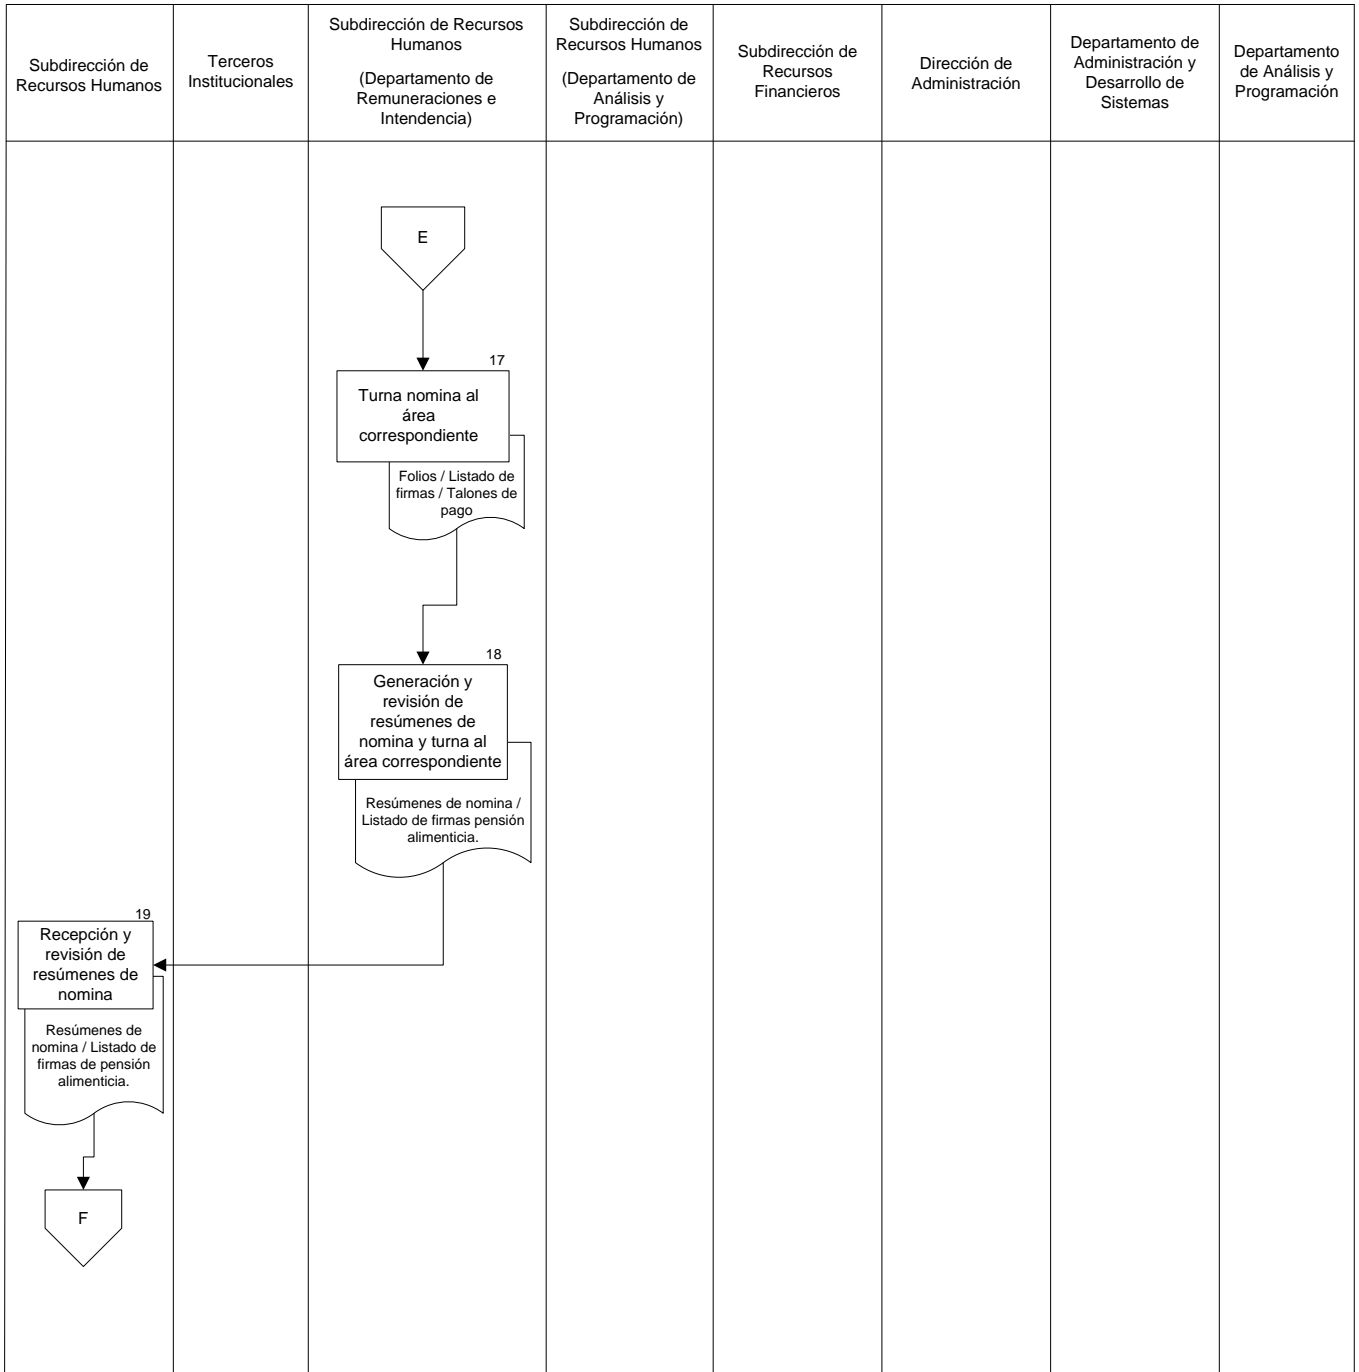 Subdirección de
Recursos Humanos
Terceros
Institucionales
Subdirección de Recursos
Humanos
(Departamento de
Remuneraciones e
Intendencia)
Subdirección de
Recursos Humanos
(Departamento de
Análisis y
Programación)
Subdirección de
Recursos
Financieros
Dirección de
Administración
Departamento de
Administración y
Desarrollo de
Sistemas
Departamento
de Análisis y
Programación
E
17
Turna nomina al
área
correspondiente
Folios / Listado de
firmas / Talones de
pago
18
Generación y
revisión de
resúmenes de
nomina y turna al
área correspondiente
Resúmenes de nomina /
Listado de firmas pensión
alimenticia.
19
Recepción y
revisión de
resúmenes de
nomina
Resúmenes de
nomina / Listado de
firmas de pensión
alimenticia.
F